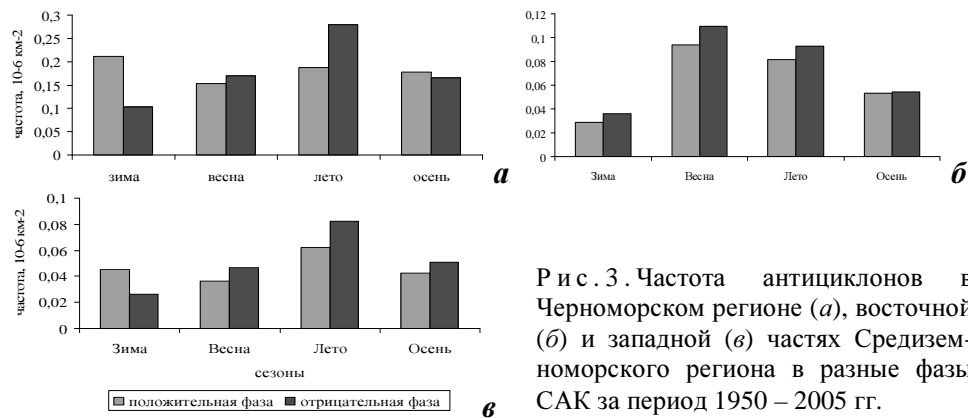 частота, 10-6 км-2
0,3
0,25
0,2
0,15
0,1
0,05
0
зима весна лето осень
а
0,12
0,1
0,08
0,06
0,04
0,02
0
Зима Весна Лето Осень
б
частота, 10-6 км-2
0,1
0,08
0,06
0,04
0,02
0
Зима Весна Лето Осень
сезоны
положительная фаза отрицательная фаза
в
Рис.3. Частота антициклонов в
Черноморском регионе (а), восточной
(б) и западной (в) частях Средизем-
номорского региона в разные фазы
САК за период 1950 – 2005 гг.